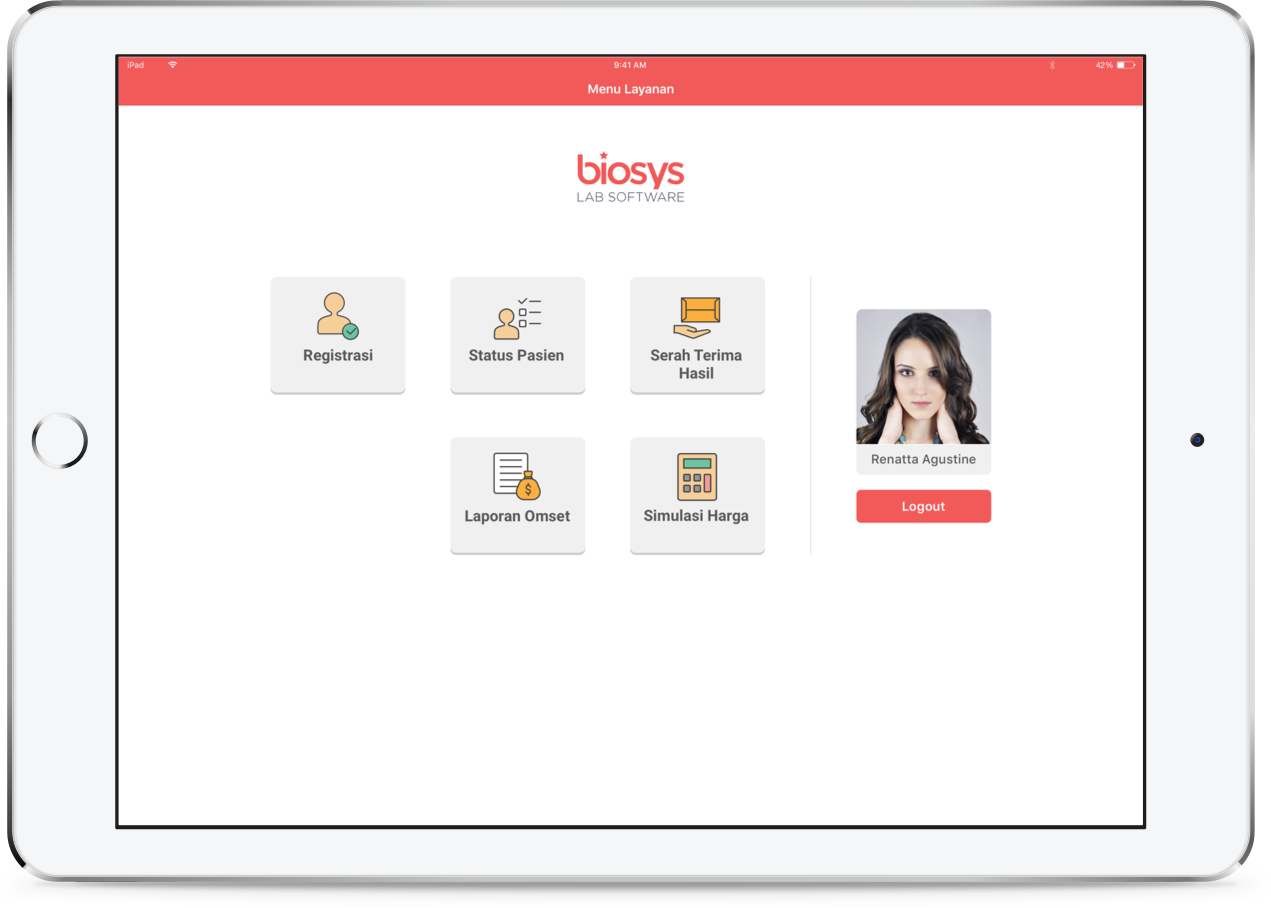 iPad
9:41 AM
42%
Menu Layanan
biosys
LAB SOFTWARE
Registrasi
Status Pasien
Serah Terima
Hasil
Laporan Omset
$
Simulasi Harga
Renatta Agustine
Logout